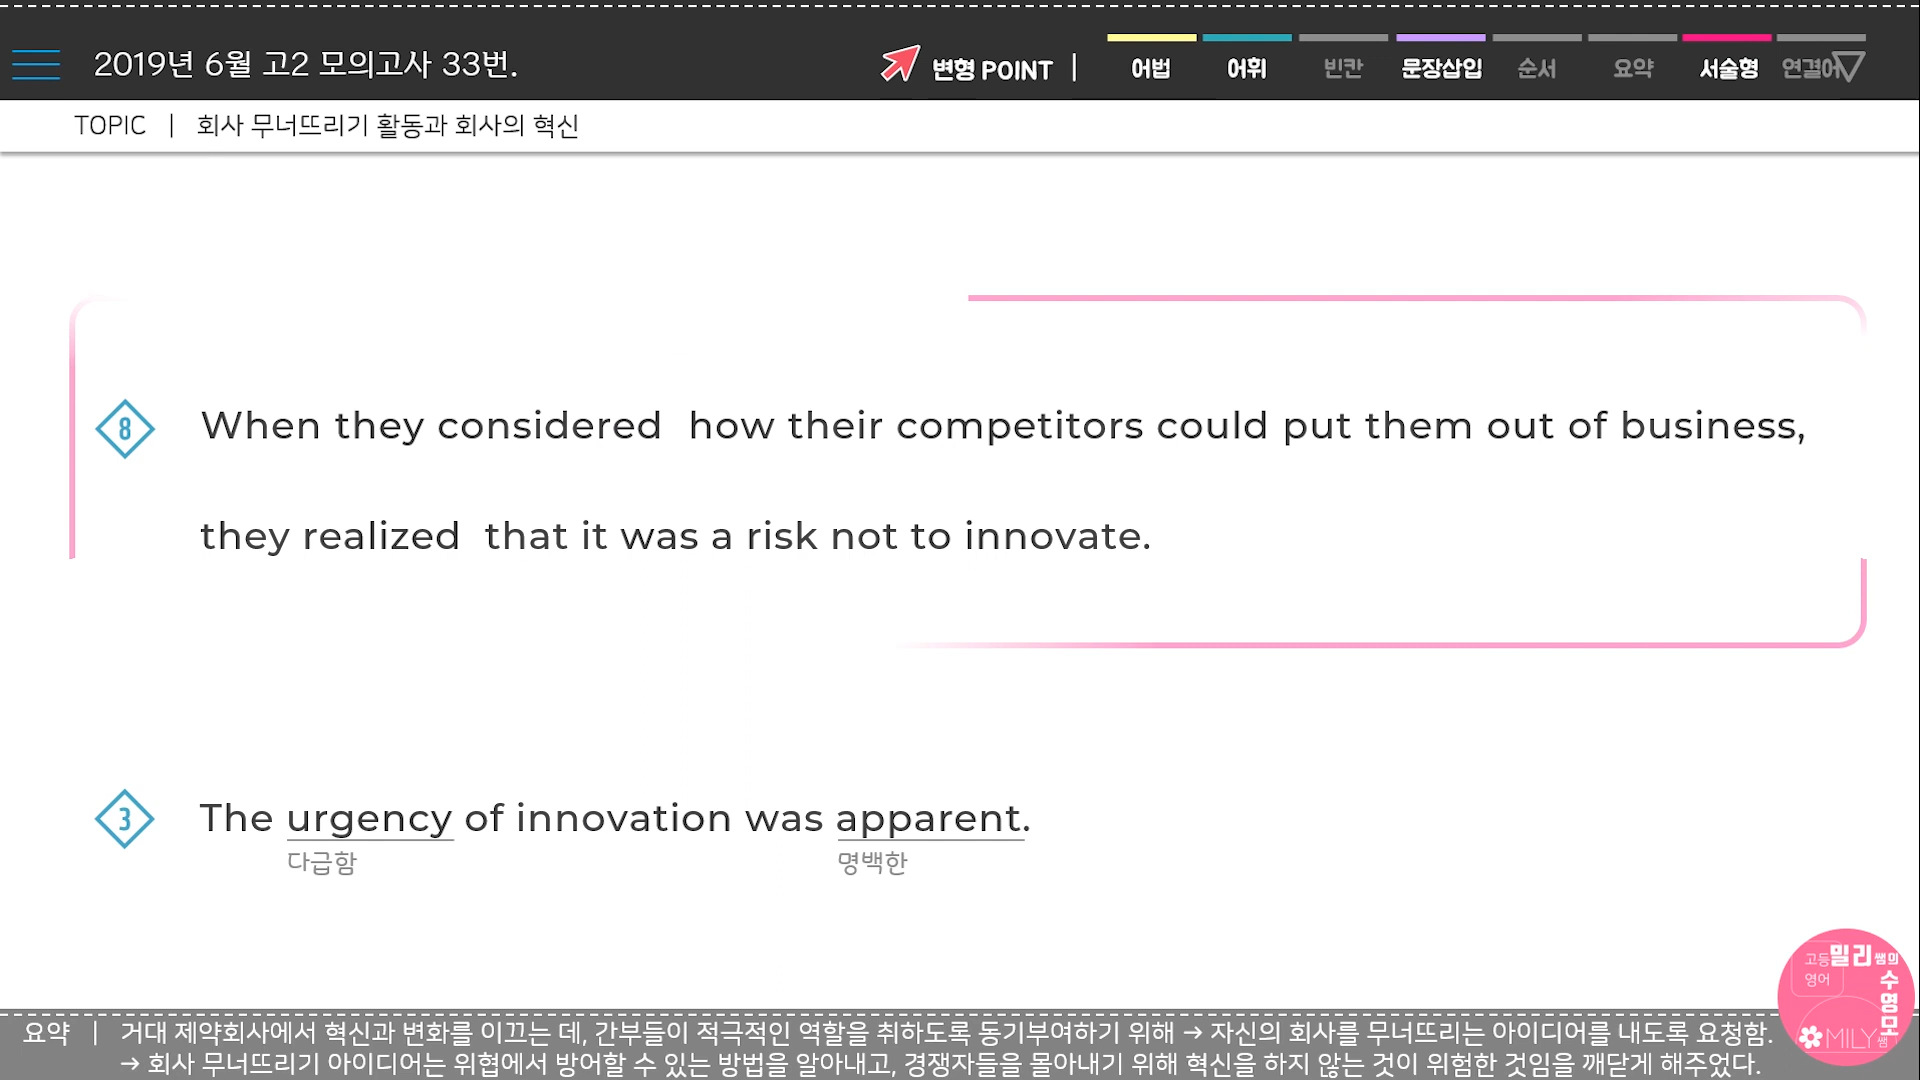 2019년 6월 고2 모의고사 33번.
변형 POINT | 어법 어휘 빈칸 문장삽입 순서 요약 서술형 연결어
TOPIC | 회사 무너뜨리기 활동과 회사의 혁신
8 When they considered how their competitors could put them out of business,
they realized that it was a risk not to innovate.
3 The urgency of innovation was apparent.
다급함 명백한
고등 영어 밀리쌤의 수영모
MILY쌤
요약 | 거대 제약회사에서 혁신과 변화를 이끄는 데, 간부들이 적극적인 역할을 취하도록 동기부여하기 위해 → 자신의 회사를 무너뜨리는 아이디어를 내도록 요청함.
→ 회사 무너뜨리기 아이디어는 위협에서 방어할 수 있는 방법을 알아내고, 경쟁자들을 몰아내기 위해 혁신을 하지 않는 것이 위험한 것임을 깨닫게 해주었다.